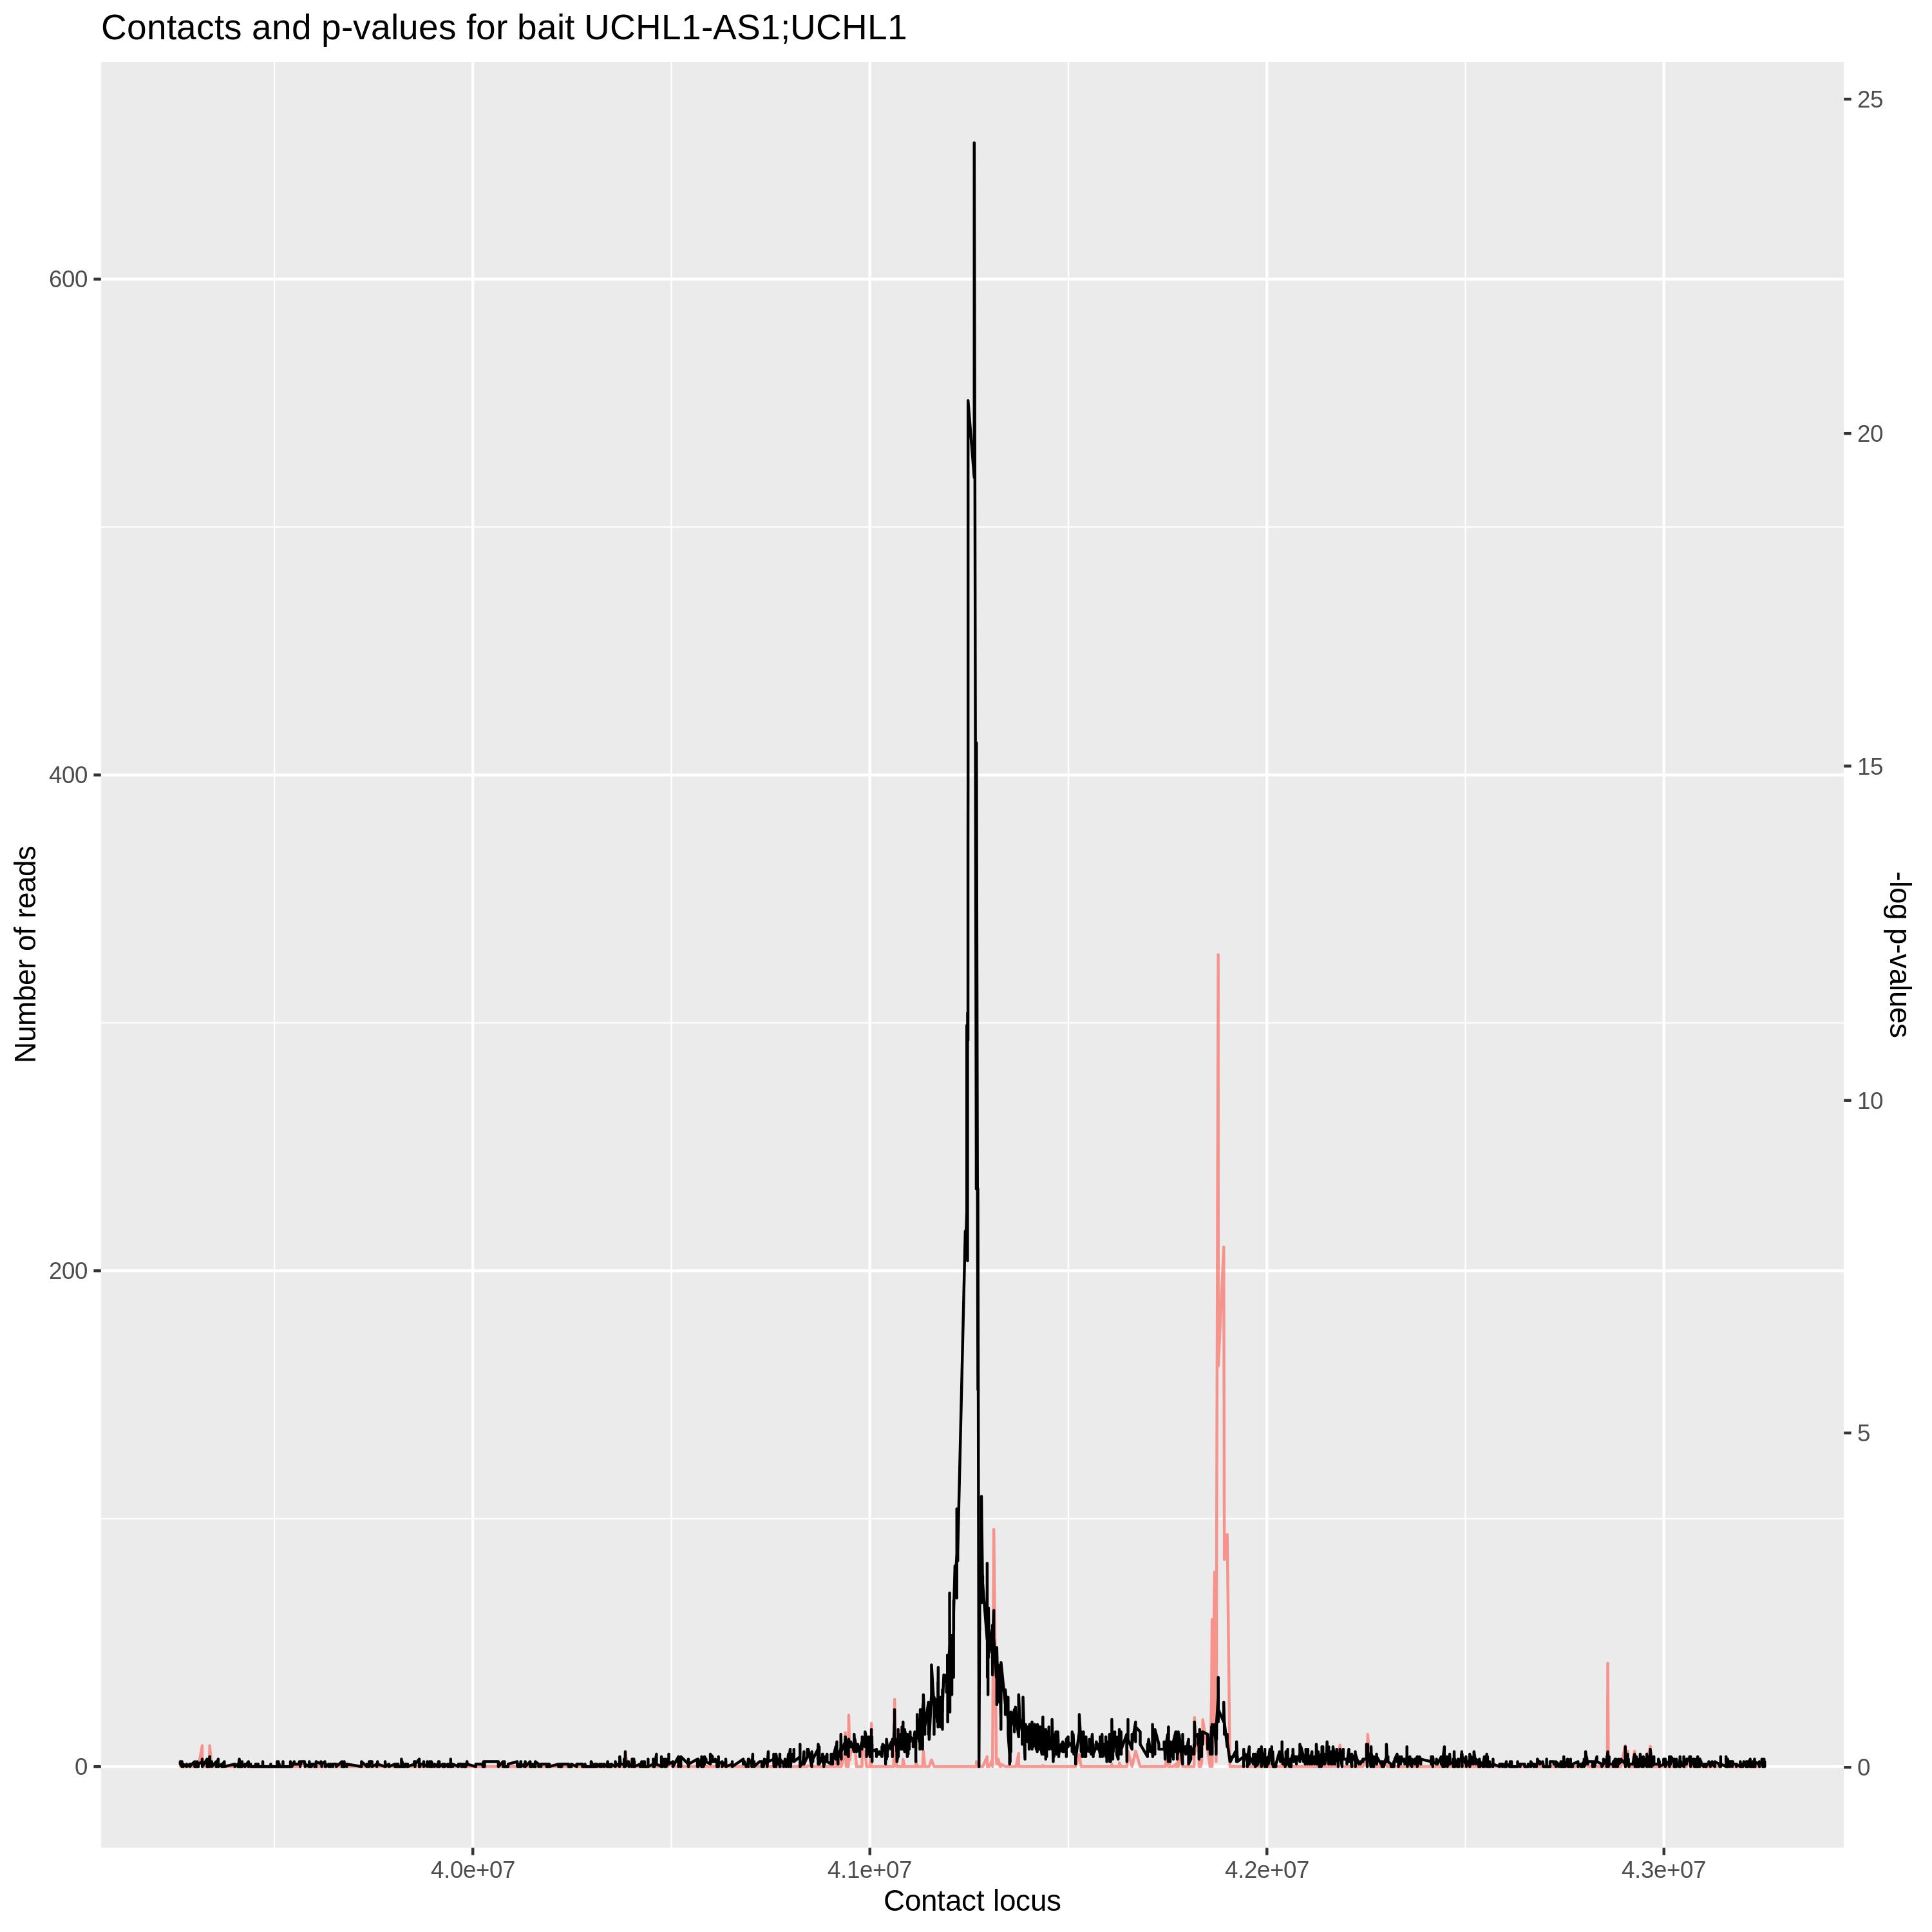 Contacts and p-values for bait UCHL1-AS1;UCHL1
Number of reads
600
400
200
0
25
20
15
10
5
0
-log p-values
4.0e+07 4.1e+07 4.2e+07 4.3e+07
Contact locus